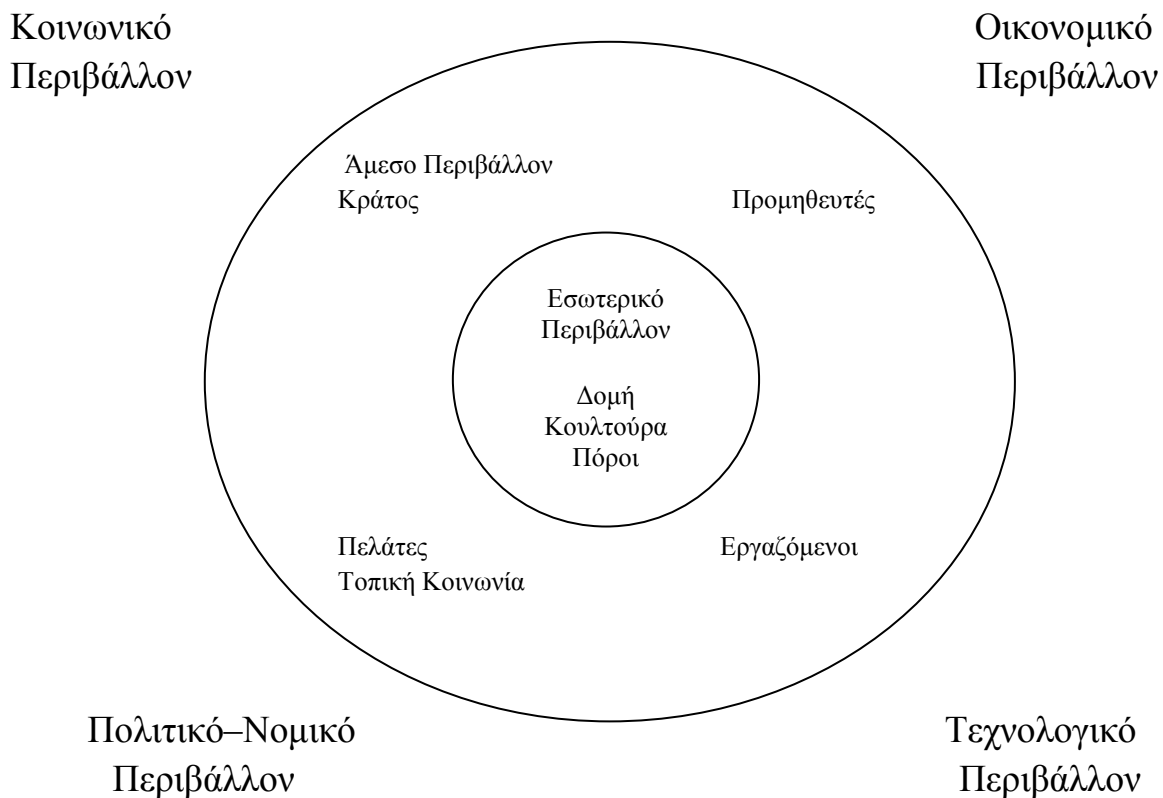 Κοινωνικό
Περιβάλλον
Οικονομικό
Περιβάλλον
Άμεσο Περιβάλλον
Κράτος
Προμηθευτές
Εσωτερικό
Περιβάλλον
Δομή
Κουλτούρα
Πόροι
Πελάτες
Τοπική Κοινωνία
Εργαζόμενοι
Πολιτικό–Νομικό
Περιβάλλον
Τεχνολογικό
Περιβάλλον